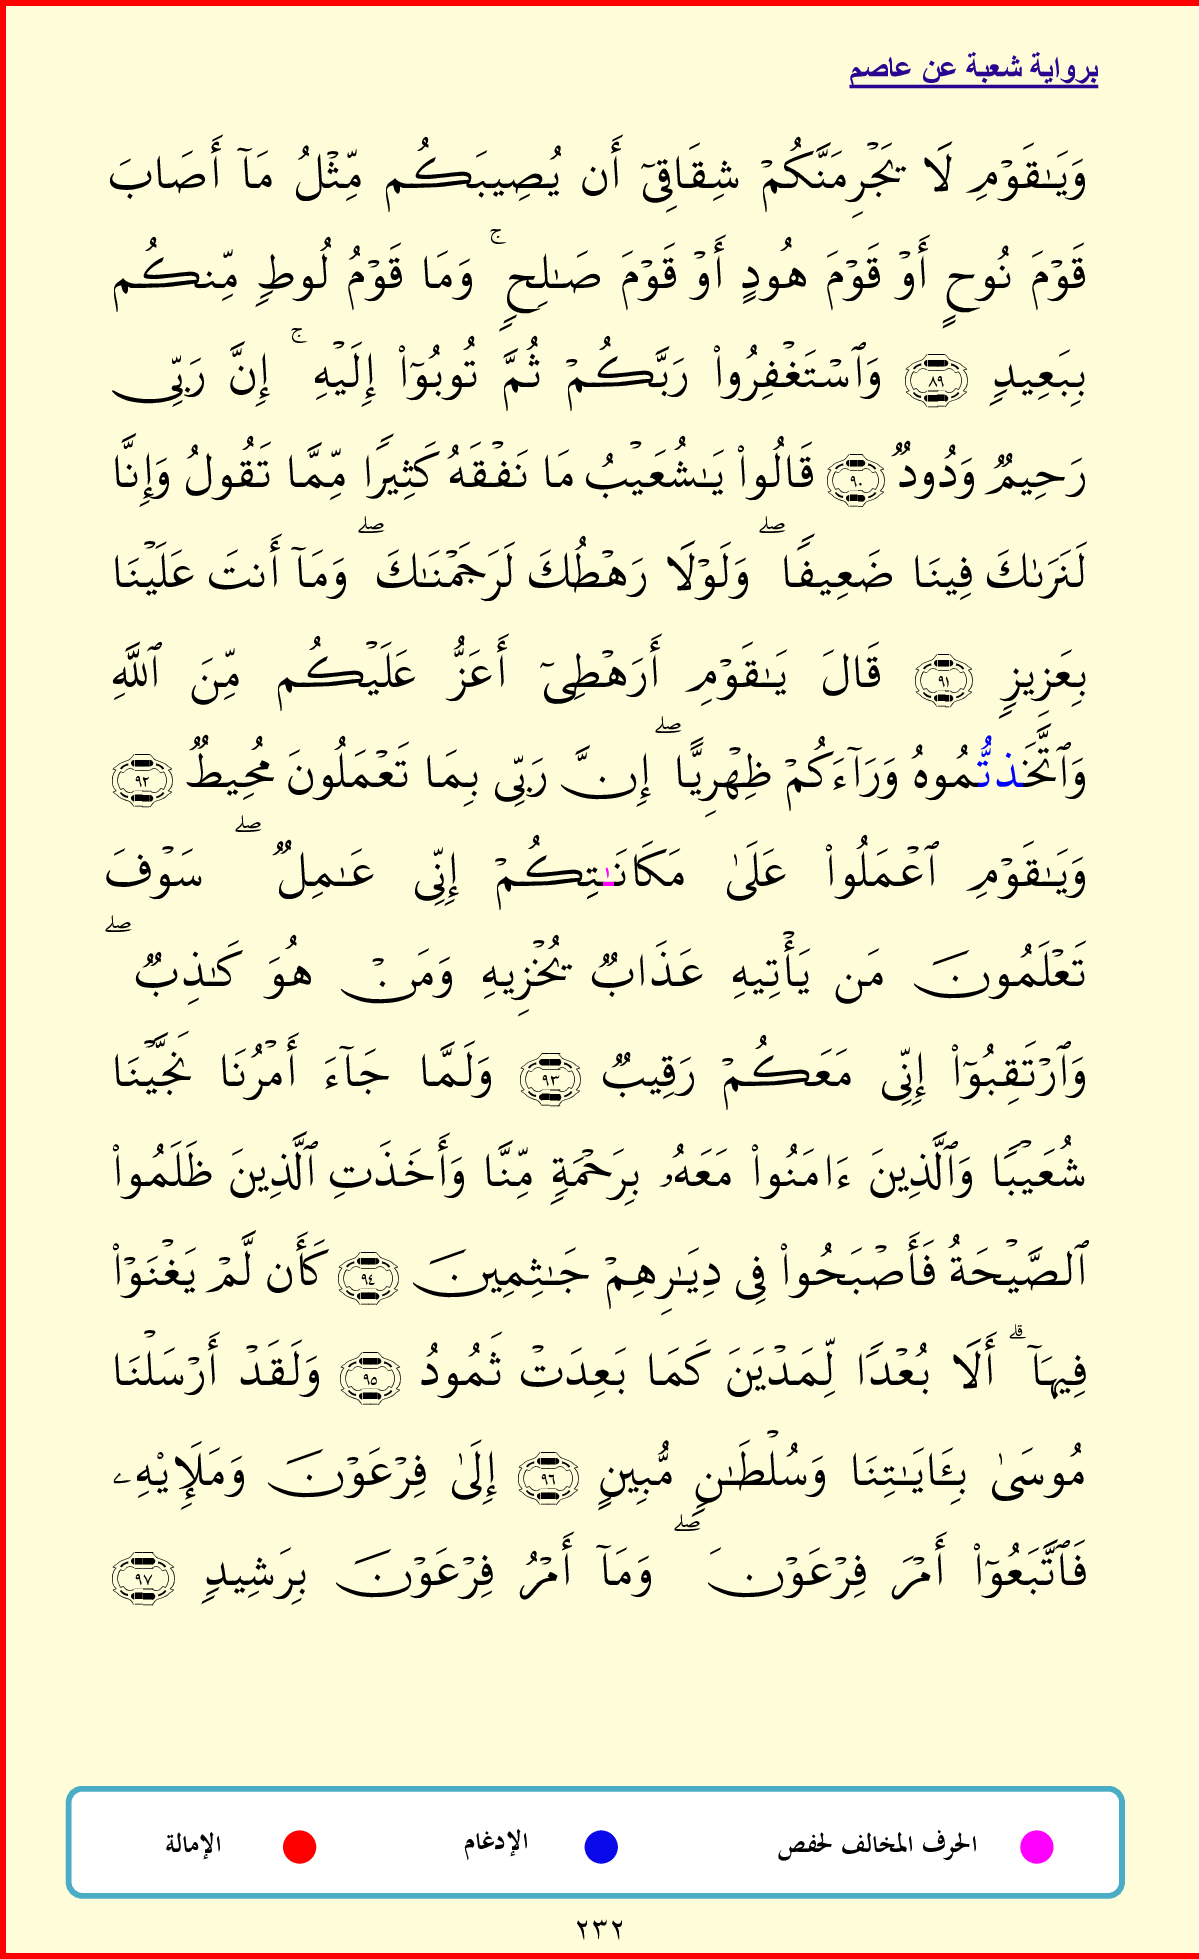 برواية شعبة عن عاصم
وَيَٰقَوۡمِ لَا يَجۡرِمَنَّكُمۡ شِقَاقِيٓ أَن يُصِيبَكُم مِّثۡلُ مَآ أَصَابَ
قَوۡمَ نُوحٍ أَوۡ قَوۡمَ هُودٍ أَوۡ قَوۡمَ صَٰلِحٍۚ وَمَا قَوۡمُ لُوطٖ مِّنكُم
بِبَعِيدٖ ٨٩ وَٱسۡتَغۡفِرُواْ رَبَّكُمۡ ثُمَّ تُوبُوٓاْ إِلَيۡهِۚ إِنَّ رَبِّي
رَحِيمٞ وَدُودٞ ٩٠ قَالُواْ يَٰشُعَيۡبُ مَا نَفۡقَهُ كَثِيرٗا مِّمَّا تَقُولُ وَإِنَّا
لَنَرَىٰكَ فِينَا ضَعِيفٗاۖ وَلَوۡلَا رَهۡطُكَ لَرَجَمۡنَٰكَۖ وَمَآ أَنتَ عَلَيۡنَا
بِعَزِيزٖ ٩١ قَالَ يَٰقَوۡمِ أَرَهۡطِيٓ أَعَزُّ عَلَيۡكُم مِّنَ ٱللَّهِ
وَٱتَّخَذتُّمُوهُ وَرَآءَكُمۡ ظِهۡرِيًّاۖ إِنَّ رَبِّي بِمَا تَعۡمَلُونَ مُحِيطٞ ٩٢
وَيَٰقَوۡمِ ٱعۡمَلُواْ عَلَىٰ مَكَانَٰتِكُمۡ إِنِّي عَٰمِلٞۖ سَوۡفَ
تَعۡلَمُونَ مَن يَأۡتِيهِ عَذَابٞ يُخۡزِيهِ وَمَنۡ هُوَ كَٰذِبٞۖ
وَٱرۡتَقِبُوٓاْ إِنِّي مَعَكُمۡ رَقِيبٞ ٩٣ وَلَمَّا جَآءَ أَمۡرُنَا نَجَّيۡنَا
شُعَيۡبٗا وَٱلَّذِينَ ءَامَنُواْ مَعَهُۥ بِرَحۡمَةٖ مِّنَّا وَأَخَذَتِ ٱلَّذِينَ ظَلَمُواْ
ٱلصَّيۡحَةُ فَأَصۡبَحُواْ فِي دِيَٰرِهِمۡ جَٰثِمِينَ ٩٤ كَأَن لَّمۡ يَغۡنَوۡاْ
فِيهَآۗ أَلَا بُعۡدٗا لِّمَدۡيَنَ كَمَا بَعِدَتۡ ثَمُودُ ٩٥ وَلَقَدۡ أَرۡسَلۡنَا
مُوسَىٰ بِـَٔايَٰتِنَا وَسُلۡطَٰنٖ مُّبِينٍ ٩٦ إِلَىٰ فِرۡعَوۡنَ وَمَلَإِيْهِۦ
فَٱتَّبَعُوٓاْ أَمۡرَ فِرۡعَوۡنَۖ وَمَآ أَمۡرُ فِرۡعَوۡنَ بِرَشِيدٖ ٩٧
الحرف المخالف لحفص الإدغام الإمالة
٢٣٢